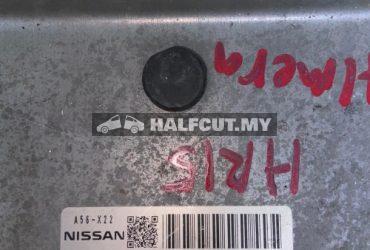 Almera
HALFCUT.MY
HR15
A56-X22
NISSAN